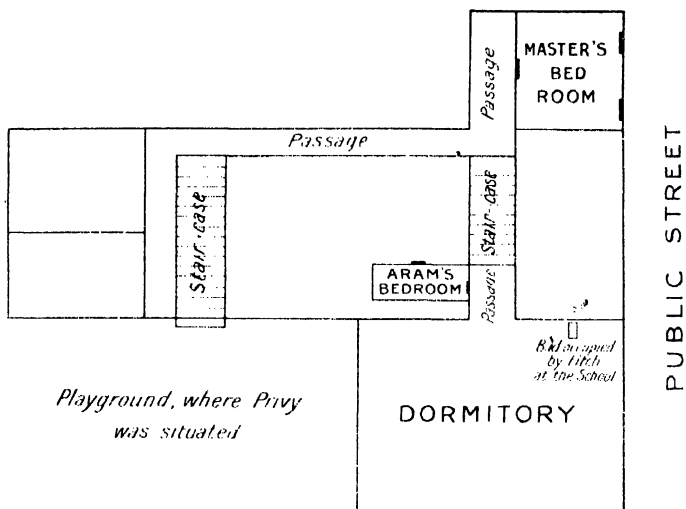 Passage
MASTER'S
BED
ROOM
Passage
Stair-case
Stair-case
ARAM'S
BEDROOM
Passage
Bed occupied
by Fitch
at the School
Playground, where Privy
was situated
DORMITORY
PUBLIC STREET